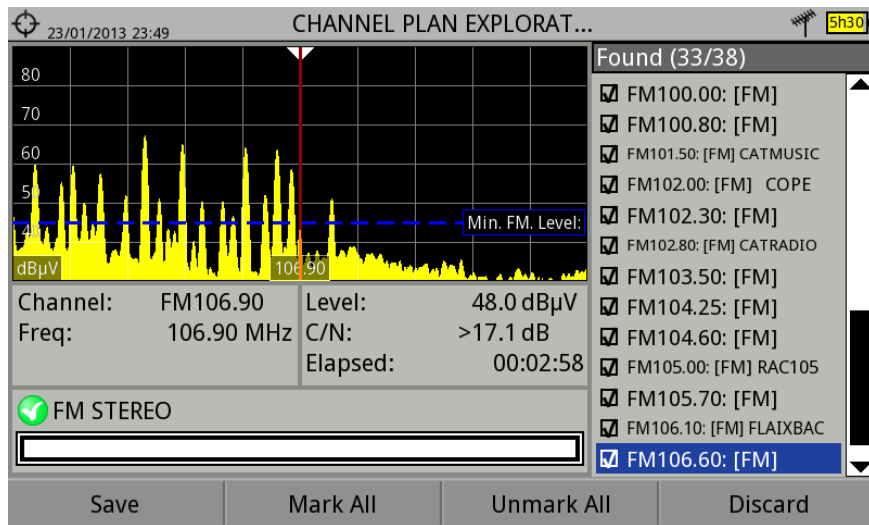 23/01/2013 23:49
CHANNEL PLAN EXPLORAT...
5h30
80
70
60
50
40
dBµV
106.90
Min. FM. Level:
Channel: FM106.90
Freq: 106.90 MHz
Level: 48.0 dBµV
C/N: >17.1 dB
Elapsed: 00:02:58
FM STEREO
Found (33/38)
FM100.00: [FM]
FM100.80: [FM]
FM101.50: [FM] CATMUSIC
FM102.00: [FM] COPE
FM102.30: [FM]
FM102.80: [FM] CATRADIO
FM103.50: [FM]
FM104.25: [FM]
FM104.60: [FM]
FM105.00: [FM] RAC105
FM105.70: [FM]
FM106.10: [FM] FLAIXBAC
FM106.60: [FM]
Save
Mark All
Unmark All
Discard